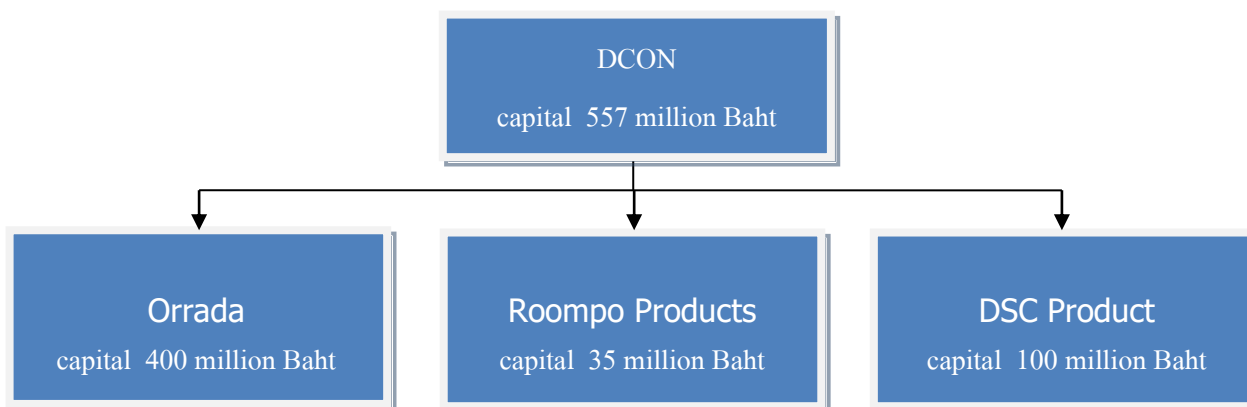 DCON
capital 557 million Baht
Orrada
capital 400 million Baht
Roompo Products
capital 35 million Baht
DSC Product
capital 100 million Baht